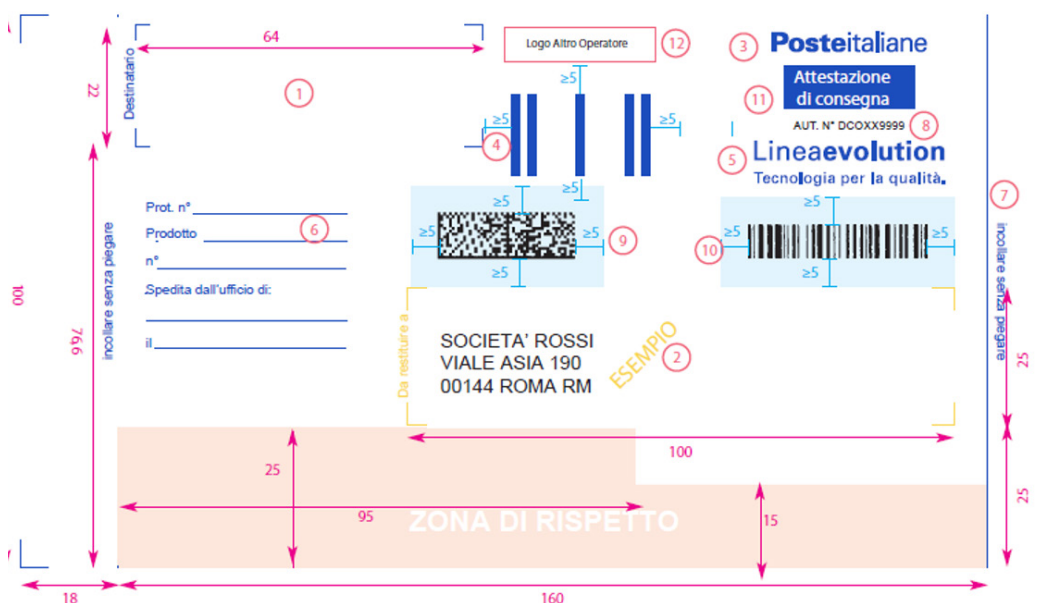 64
Logo Altro Operatore
12
3
Posteitaliane
22
Destinatario
1
≥5
Attestazione
di consegna
11
≥5
≥5
AUT. N° DCOXX9999
8
4
5
Lineaevolution
Tecnologia per la qualità.
≥5
≥5
≥5
7
Prot. n°
6
Prodotto
≥5
≥5
9
≥5
10
≥5
n°
≥5
≥5
Spedita dall'ufficio di:
il
incollare senza piegare
incollare senza piegare
100
76,6
Da restituire a
SOCIETA' ROSSI
VIALE ASIA 190
00144 ROMA RM
ESEMPIO
2
25
100
25
25
95
ZONA DI RISPETTO
15
18
160